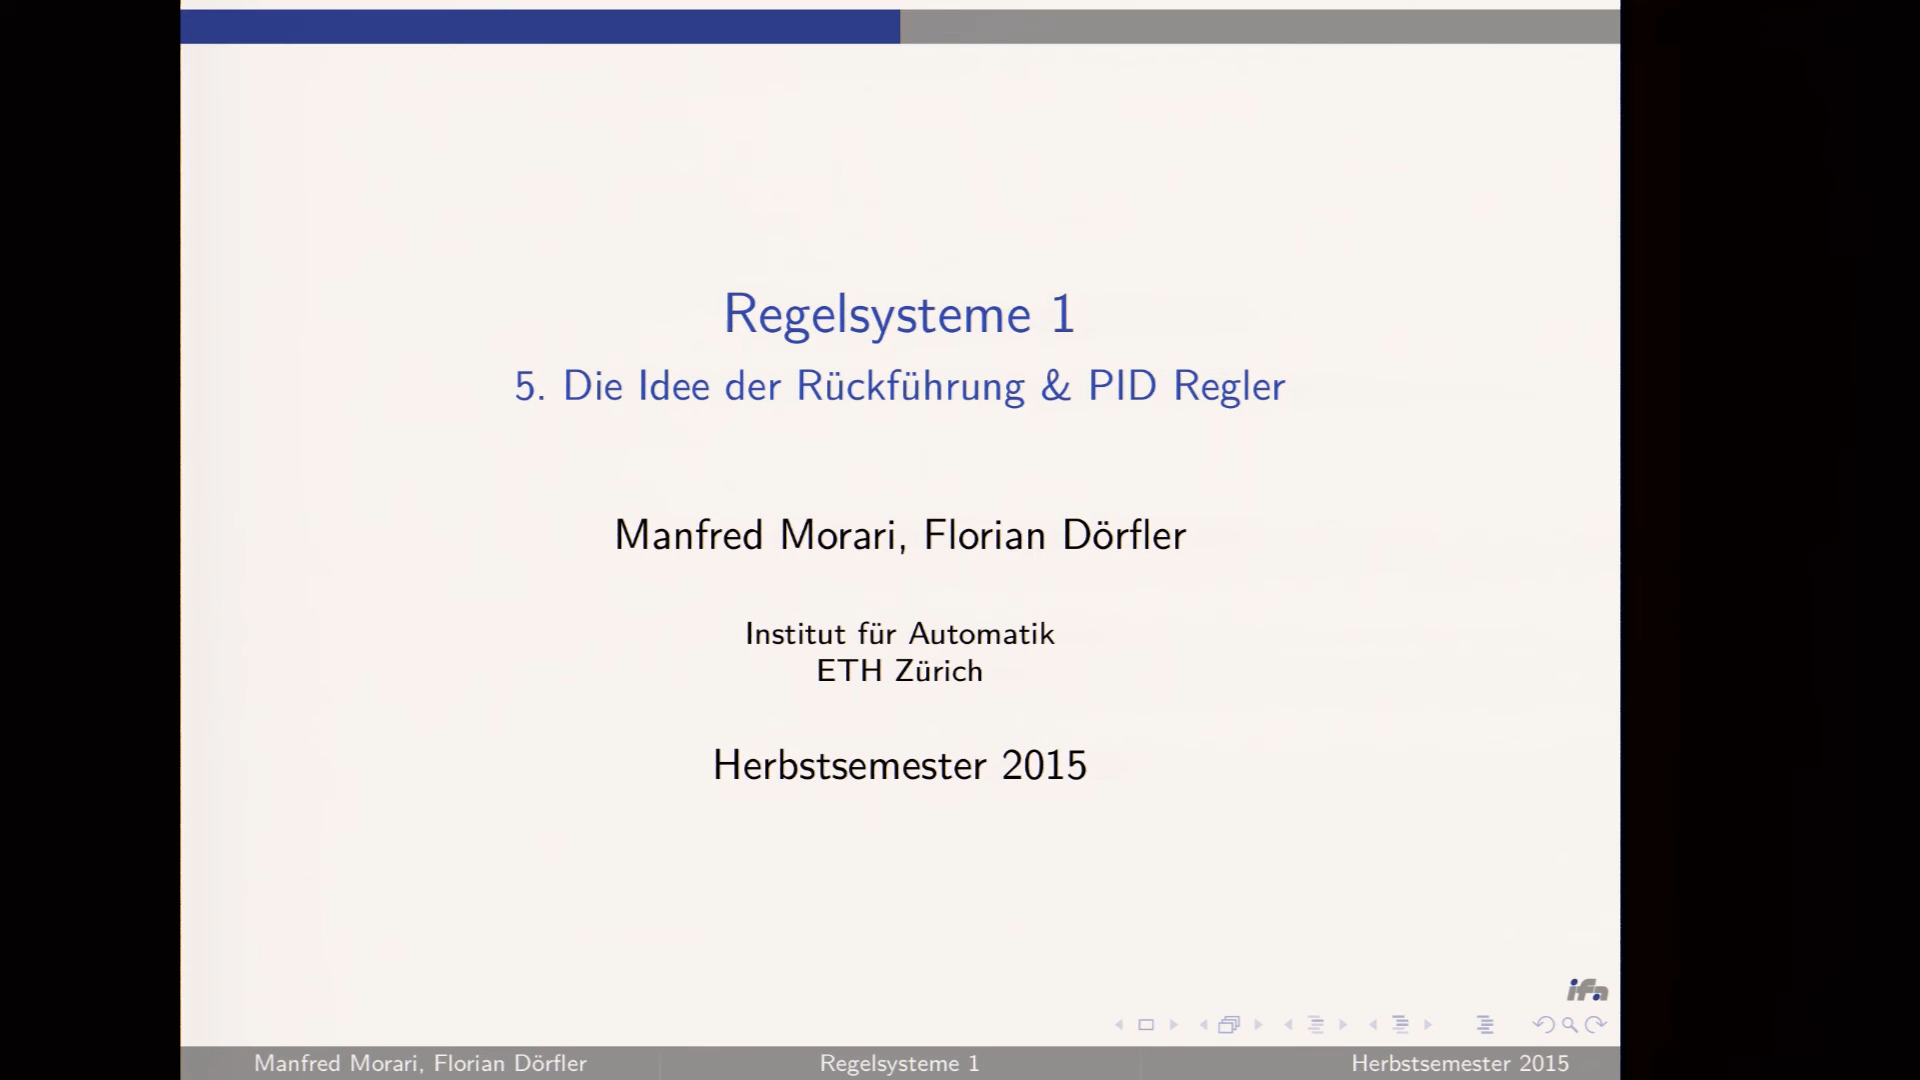 Regelsysteme 1
5. Die Idee der Rückführung & PID Regler
Manfred Morari, Florian Dörfler
Institut für Automatik
ETH Zürich
Herbstsemester 2015
ifa
Manfred Morari, Florian Dörfler
Regelsysteme 1
Herbstsemester 2015